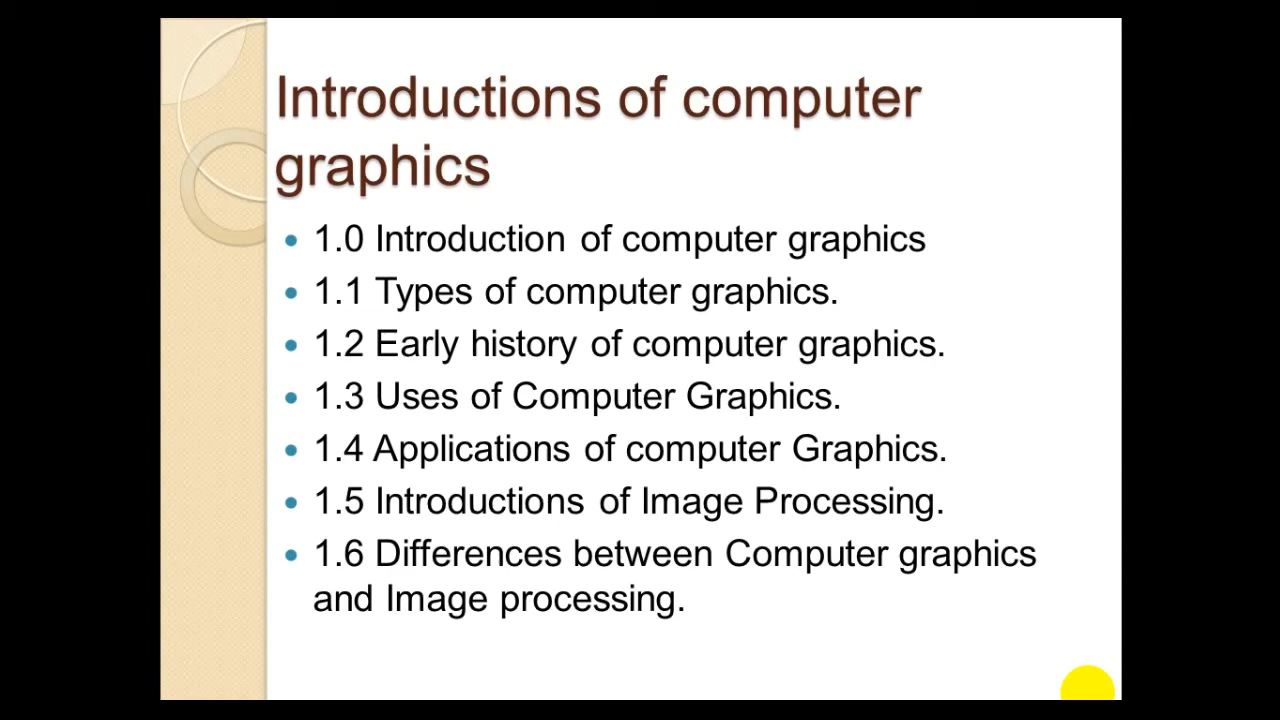 Introductions of computer
graphics
1.0 Introduction of computer graphics
1.1 Types of computer graphics.
1.2 Early history of computer graphics.
1.3 Uses of Computer Graphics.
1.4 Applications of computer Graphics.
1.5 Introductions of Image Processing.
1.6 Differences between Computer graphics
and Image processing.